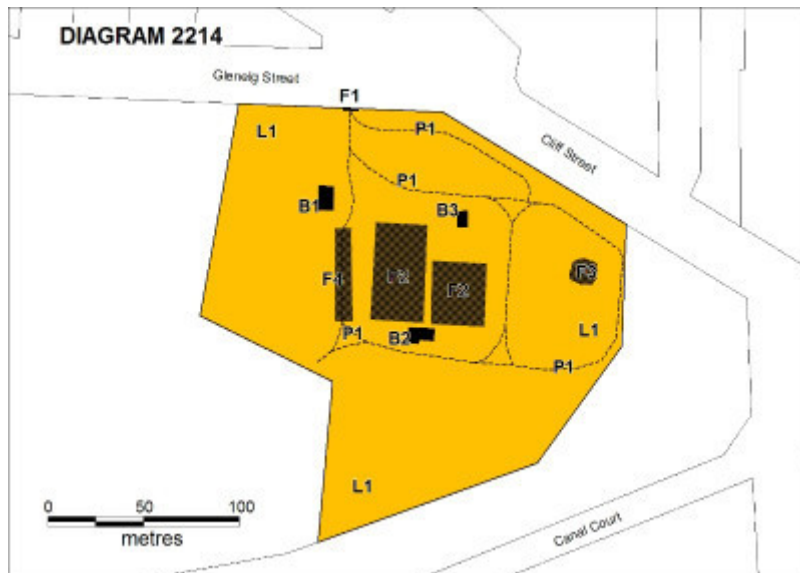 DIAGRAM 2214
Glenelg Street
F1
L1
P1
Cliff Street
P1
B1
B3
F4
F2
F2
F3
L1
P1
B2
P1
L1
0 50 100
metres
Canal Court